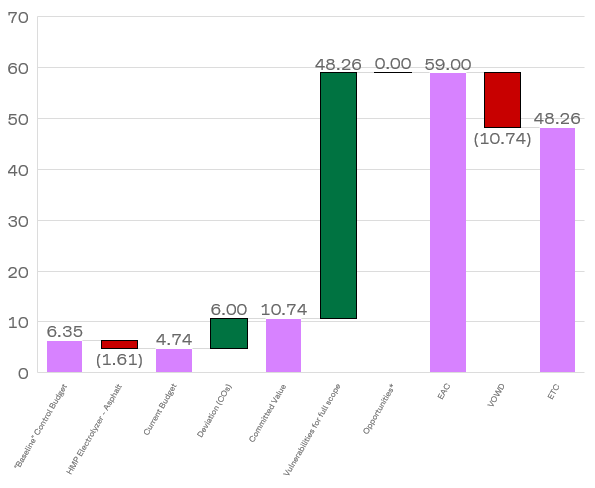 70
60
50
40
30
20
10
0
6.35
(1.61)
4.74
6.00
10.74
48.26
0.00
59.00
(10.74)
48.26
"Baseline" Control Budget
HMP Electrolyzer - Asphalt
Current Budget
Deviation (COs)
Committed Value
Vulnerabilities for full scope
Opportunities*
EAC
VOWD
ETC